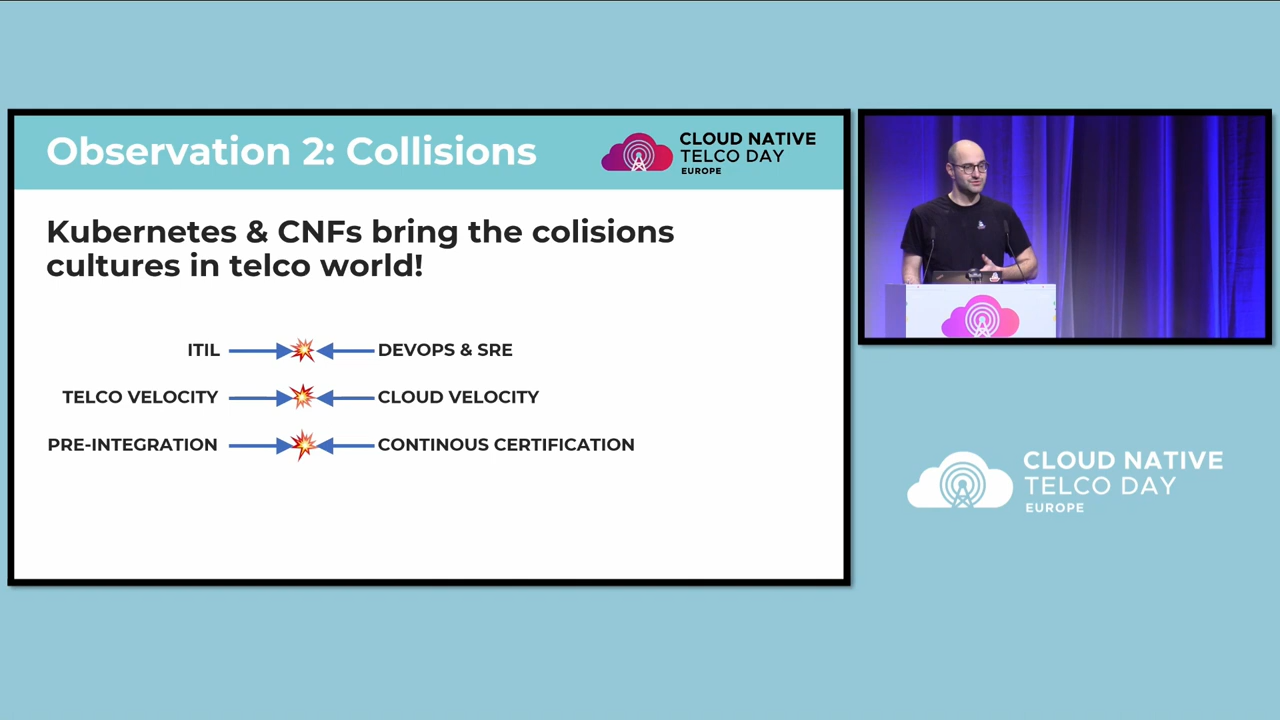 Observation 2: Collisions
CLOUD NATIVE
TELCO DAY
EUROPE
Kubernetes & CNFs bring the colisions
cultures in telco world!
ITIL DEVOPS & SRE
TELCO VELOCITY CLOUD VELOCITY
PRE-INTEGRATION CONTINOUS CERTIFICATION
CLOUD NATIVE
TELCO DAY
EUROPE